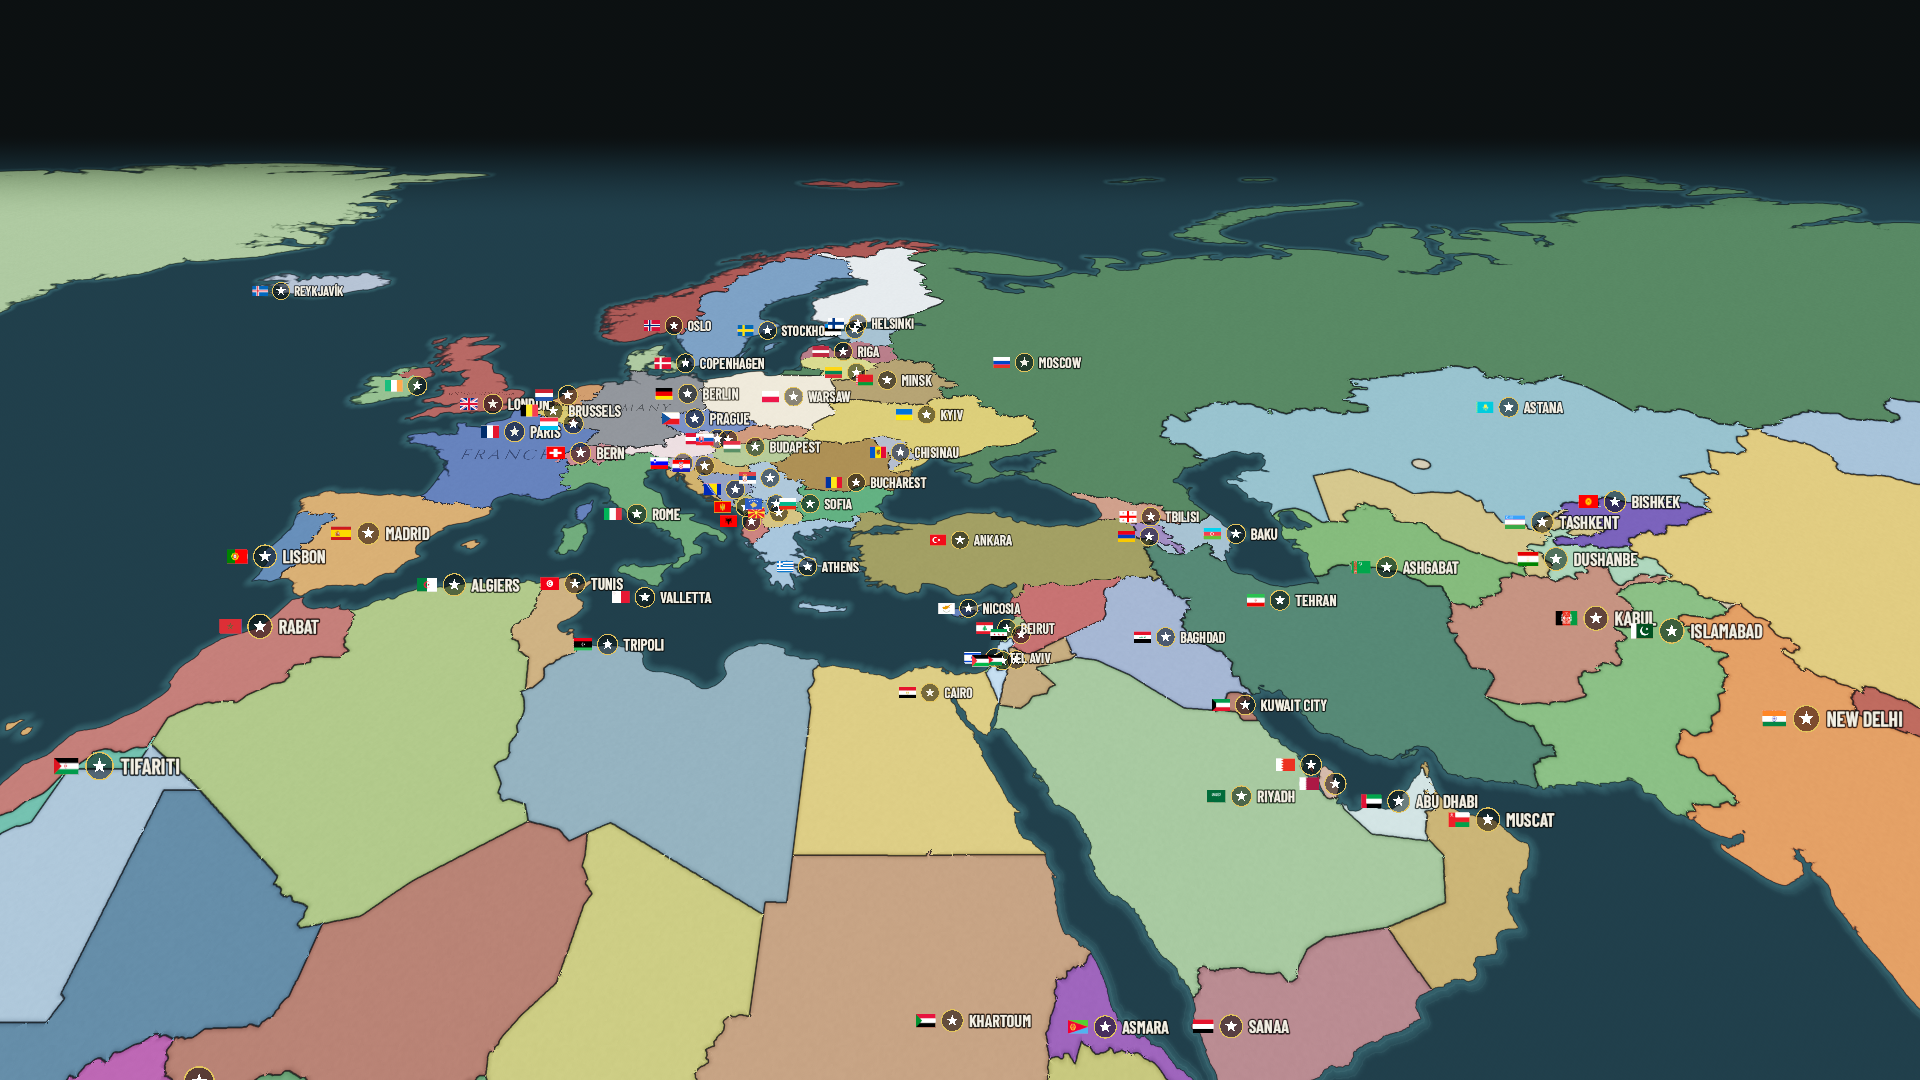 REYKJAVÍK
OSLO
HELSINKI
RIGA
COPENHAGEN
MOSCOW
MINSK
BERLIN
WARSAW
BRUSSELS
ASTANA
KYIV
PRAGUE
PARIS
FRANCE
BERN
BUDAPEST
CHISINAU
BUCHAREST
BISHKEK
SOFIA
ROME
TBILISI
TASHKENT
MADRID
ANKARA
BAKU
LISBON
DUSHANBE
ATHENS
ASHGABAT
ALGIERS
TUNIS
VALLETTA
NICOSIA
TEHRAN
KABUL
RABAT
BEIRUT
ISLAMABAD
TRIPOLI
BAGHDAD
TEL AVIV
CAIRO
KUWAIT CITY
NEW DELHI
TIFARITI
RIYADH
ABU DHABI
MUSCAT
KHARTOUM
ASMARA
SANAA